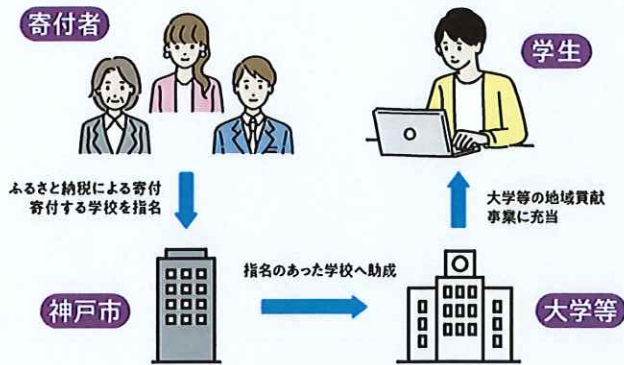 寄付者
学生
ふるさと納税による寄付
寄付する学校を指名
大学等の地域貢献
事業に充当
指名のあった学校へ助成
神戸市
大学等